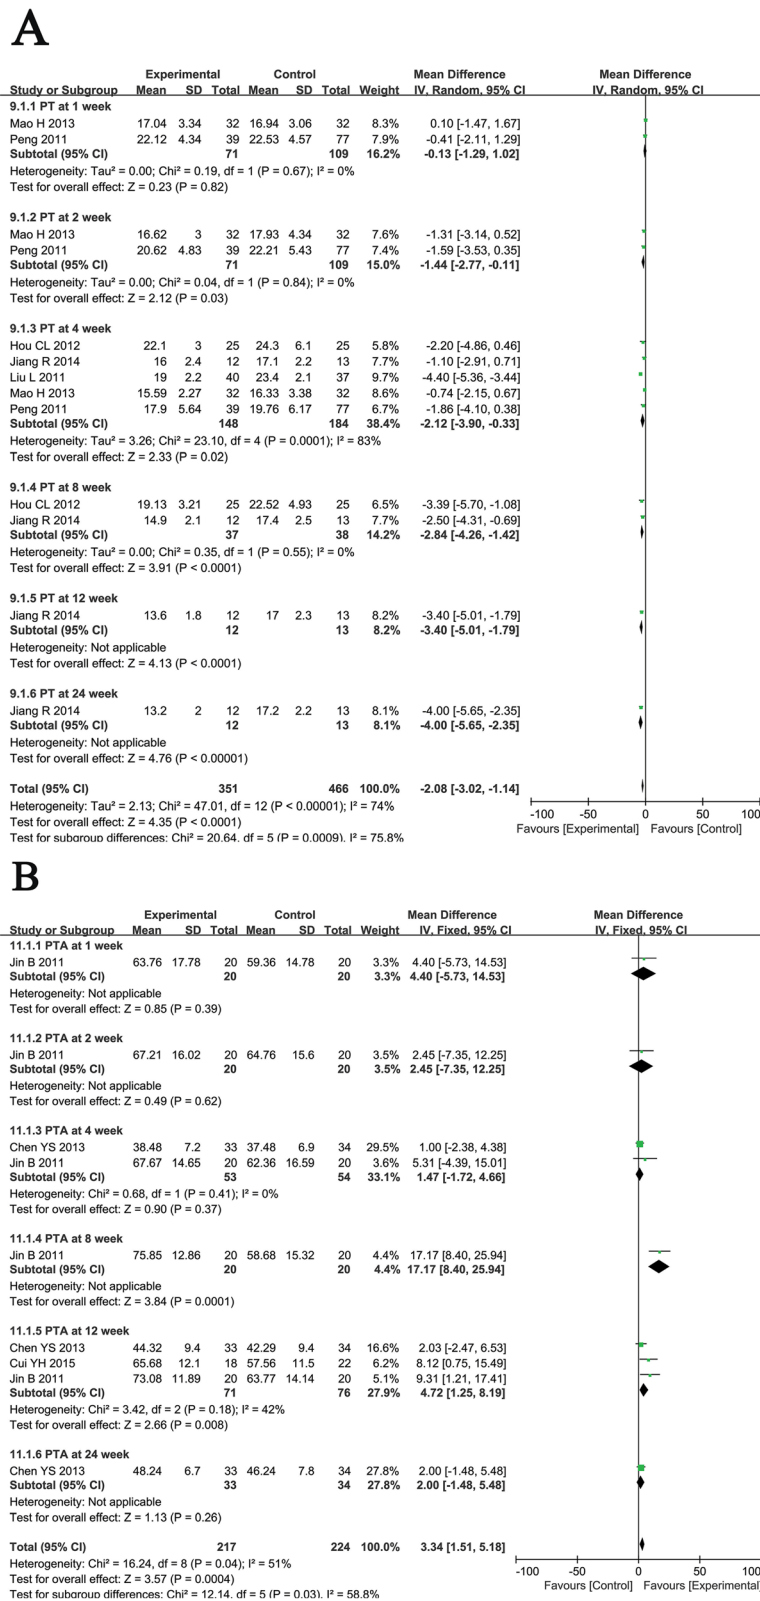 A
Experimental Control Mean Difference Mean Difference
Study or Subgroup Mean SD Total Mean SD Total Weight IV, Random, 95% CI IV, Random, 95% CI
9.1.1 PT at 1 week
Mao H 2013 17.04 3.34 32 16.94 3.06 32 8.3% 0.10 [-1.47, 1.67]
Peng 2011 22.12 4.34 39 22.53 4.57 77 7.9% -0.41 [-2.11, 1.29]
Subtotal (95% CI) 71 109 16.2% -0.13 [-1.29, 1.02]
Heterogeneity: Tau² = 0.00; Chi² = 0.19, df = 1 (P = 0.67); I² = 0%
Test for overall effect: Z = 0.23 (P = 0.82)
9.1.2 PT at 2 week
Mao H 2013 16.62 3 32 17.93 4.34 32 7.6% -1.31 [-3.14, 0.52]
Peng 2011 20.62 4.83 39 22.21 5.43 77 7.4% -1.59 [-3.53, 0.35]
Subtotal (95% CI) 71 109 15.0% -1.44 [-2.77, -0.11]
Heterogeneity: Tau² = 0.00; Chi² = 0.04, df = 1 (P = 0.84); I² = 0%
Test for overall effect: Z = 2.12 (P = 0.03)
9.1.3 PT at 4 week
Hou CL 2012 22.1 3 25 24.3 6.1 25 5.8% -2.20 [-4.86, 0.46]
Jiang R 2014 16 2.4 12 17.1 2.2 13 7.7% -1.10 [-2.91, 0.71]
Liu L 2011 19 2.2 40 23.4 2.1 37 9.7% -4.40 [-5.36, -3.44]
Mao H 2013 15.59 2.27 32 16.33 3.38 32 8.6% -0.74 [-2.15, 0.67]
Peng 2011 17.9 5.64 39 19.76 6.17 77 6.7% -1.86 [-4.10, 0.38]
Subtotal (95% CI) 148 184 38.4% -2.12 [-3.90, -0.33]
Heterogeneity: Tau² = 3.26; Chi² = 23.10, df = 4 (P = 0.0001); I² = 83%
Test for overall effect: Z = 2.33 (P = 0.02)
9.1.4 PT at 8 week
Hou CL 2012 19.13 3.21 25 22.52 4.93 25 6.5% -3.39 [-5.70, -1.08]
Jiang R 2014 14.9 2.1 12 17.4 2.5 13 7.7% -2.50 [-4.31, -0.69]
Subtotal (95% CI) 37 38 14.2% -2.84 [-4.26, -1.42]
Heterogeneity: Tau² = 0.00; Chi² = 0.35, df = 1 (P = 0.55); I² = 0%
Test for overall effect: Z = 3.91 (P < 0.0001)
9.1.5 PT at 12 week
Jiang R 2014 13.6 1.8 12 17 2.3 13 8.2% -3.40 [-5.01, -1.79]
Subtotal (95% CI) 12 13 8.2% -3.40 [-5.01, -1.79]
Heterogeneity: Not applicable
Test for overall effect: Z = 4.13 (P < 0.0001)
9.1.6 PT at 24 week
Jiang R 2014 13.2 2 12 17.2 2.2 13 8.1% -4.00 [-5.65, -2.35]
Subtotal (95% CI) 12 13 8.1% -4.00 [-5.65, -2.35]
Heterogeneity: Not applicable
Test for overall effect: Z = 4.76 (P < 0.00001)
Total (95% CI) 351 466 100.0% -2.08 [-3.02, -1.14]
Heterogeneity: Tau² = 2.13; Chi² = 47.01, df = 12 (P < 0.00001); I² = 74%
Test for overall effect: Z = 4.35 (P < 0.0001)
Test for subgroup differences: Chi² = 20.64, df = 5 (P = 0.0009), I² = 75.8%
-100 -50 0 50 100
Favours [Experimental] Favours [Control]
B
Experimental Control Mean Difference Mean Difference
Study or Subgroup Mean SD Total Mean SD Total Weight IV, Fixed, 95% CI IV, Fixed, 95% CI
11.1.1 PTA at 1 week
Jin B 2011 63.76 17.78 20 59.36 14.78 20 3.3% 4.40 [-5.73, 14.53]
Subtotal (95% CI) 20 20 3.3% 4.40 [-5.73, 14.53]
Heterogeneity: Not applicable
Test for overall effect: Z = 0.85 (P = 0.39)
11.1.2 PTA at 2 week
Jin B 2011 67.21 16.02 20 64.76 15.6 20 3.5% 2.45 [-7.35, 12.25]
Subtotal (95% CI) 20 20 3.5% 2.45 [-7.35, 12.25]
Heterogeneity: Not applicable
Test for overall effect: Z = 0.49 (P = 0.62)
11.1.3 PTA at 4 week
Chen YS 2013 38.48 7.2 33 37.48 6.9 34 29.5% 1.00 [-2.38, 4.38]
Jin B 2011 67.67 14.65 20 62.36 16.59 20 3.6% 5.31 [-4.39, 15.01]
Subtotal (95% CI) 53 54 33.1% 1.47 [-1.72, 4.66]
Heterogeneity: Chi² = 0.68, df = 1 (P = 0.41); I² = 0%
Test for overall effect: Z = 0.90 (P = 0.37)
11.1.4 PTA at 8 week
Jin B 2011 75.85 12.86 20 58.68 15.32 20 4.4% 17.17 [8.40, 25.94]
Subtotal (95% CI) 20 20 4.4% 17.17 [8.40, 25.94]
Heterogeneity: Not applicable
Test for overall effect: Z = 3.84 (P = 0.0001)
11.1.5 PTA at 12 week
Chen YS 2013 44.32 9.4 33 42.29 9.4 34 16.6% 2.03 [-2.47, 6.53]
Cui YH 2015 65.68 12.1 18 57.56 11.5 22 6.2% 8.12 [0.75, 15.49]
Jin B 2011 73.08 11.89 20 63.77 14.14 20 5.1% 9.31 [1.21, 17.41]
Subtotal (95% CI) 71 76 27.9% 4.72 [1.25, 8.19]
Heterogeneity: Chi² = 3.42, df = 2 (P = 0.18); I² = 42%
Test for overall effect: Z = 2.66 (P = 0.008)
11.1.6 PTA at 24 week
Chen YS 2013 48.24 6.7 33 46.24 7.8 34 27.8% 2.00 [-1.48, 5.48]
Subtotal (95% CI) 33 34 27.8% 2.00 [-1.48, 5.48]
Heterogeneity: Not applicable
Test for overall effect: Z = 1.13 (P = 0.26)
Total (95% CI) 217 224 100.0% 3.34 [1.51, 5.18]
Heterogeneity: Chi² = 16.24, df = 8 (P = 0.04); I² = 51%
Test for overall effect: Z = 3.57 (P = 0.0004)
Test for subgroup differences: Chi² = 12.14, df = 5 (P = 0.03), I² = 58.8%
-100 -50 0 50 100
Favours [Control] Favours [Experimental]